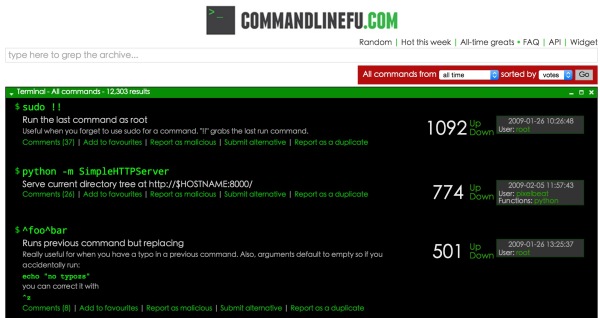 >_ COMMANDLINEFU.COM
Random | Hot this week | All-time greats • FAQ | API | Widget
type here to grep the archive...
All commands from all time sorted by votes Go
Terminal - All commands - 12,303 results
$ sudo !!
Run the last command as root
Useful when you forget to use sudo for a command. "!!" grabs the last run command.
Comments (37) | Add to favourites | Report as malicious | Submit alternative | Report as a duplicate
1092 Up
Down
2009-01-26 10:26:48
User: root
$ python -m SimpleHTTPServer
Serve current directory tree at http://$HOSTNAME:8000/
Comments (26) | Add to favourites | Report as malicious | Submit alternative | Report as a duplicate
774 Up
Down
2009-02-05 11:57:43
User: pixelbeat
Functions: python
$ ^foo^bar
Runs previous command but replacing
Really useful for when you have a typo in a previous command. Also, arguments default to empty so if you
accidentally run:
echo "no typozs"
you can correct it with
^z
Comments (8) | Add to favourites | Report as malicious | Submit alternative | Report as a duplicate
501 Up
Down
2009-01-26 13:25:37
User: root